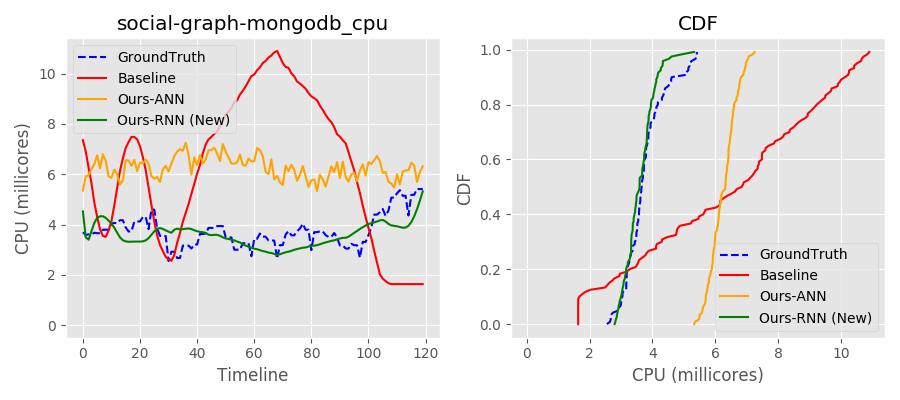 social-graph-mongodb_cpu
GroundTruth
Baseline
Ours-ANN
Ours-RNN (New)
CPU (millicores)
10
8
6
4
2
0
0 20 40 60 80 100 120
Timeline
CDF
CDF
1.0
0.8
0.6
0.4
0.2
0.0
GroundTruth
Baseline
Ours-ANN
Ours-RNN (New)
0 2 4 6 8 10
CPU (millicores)